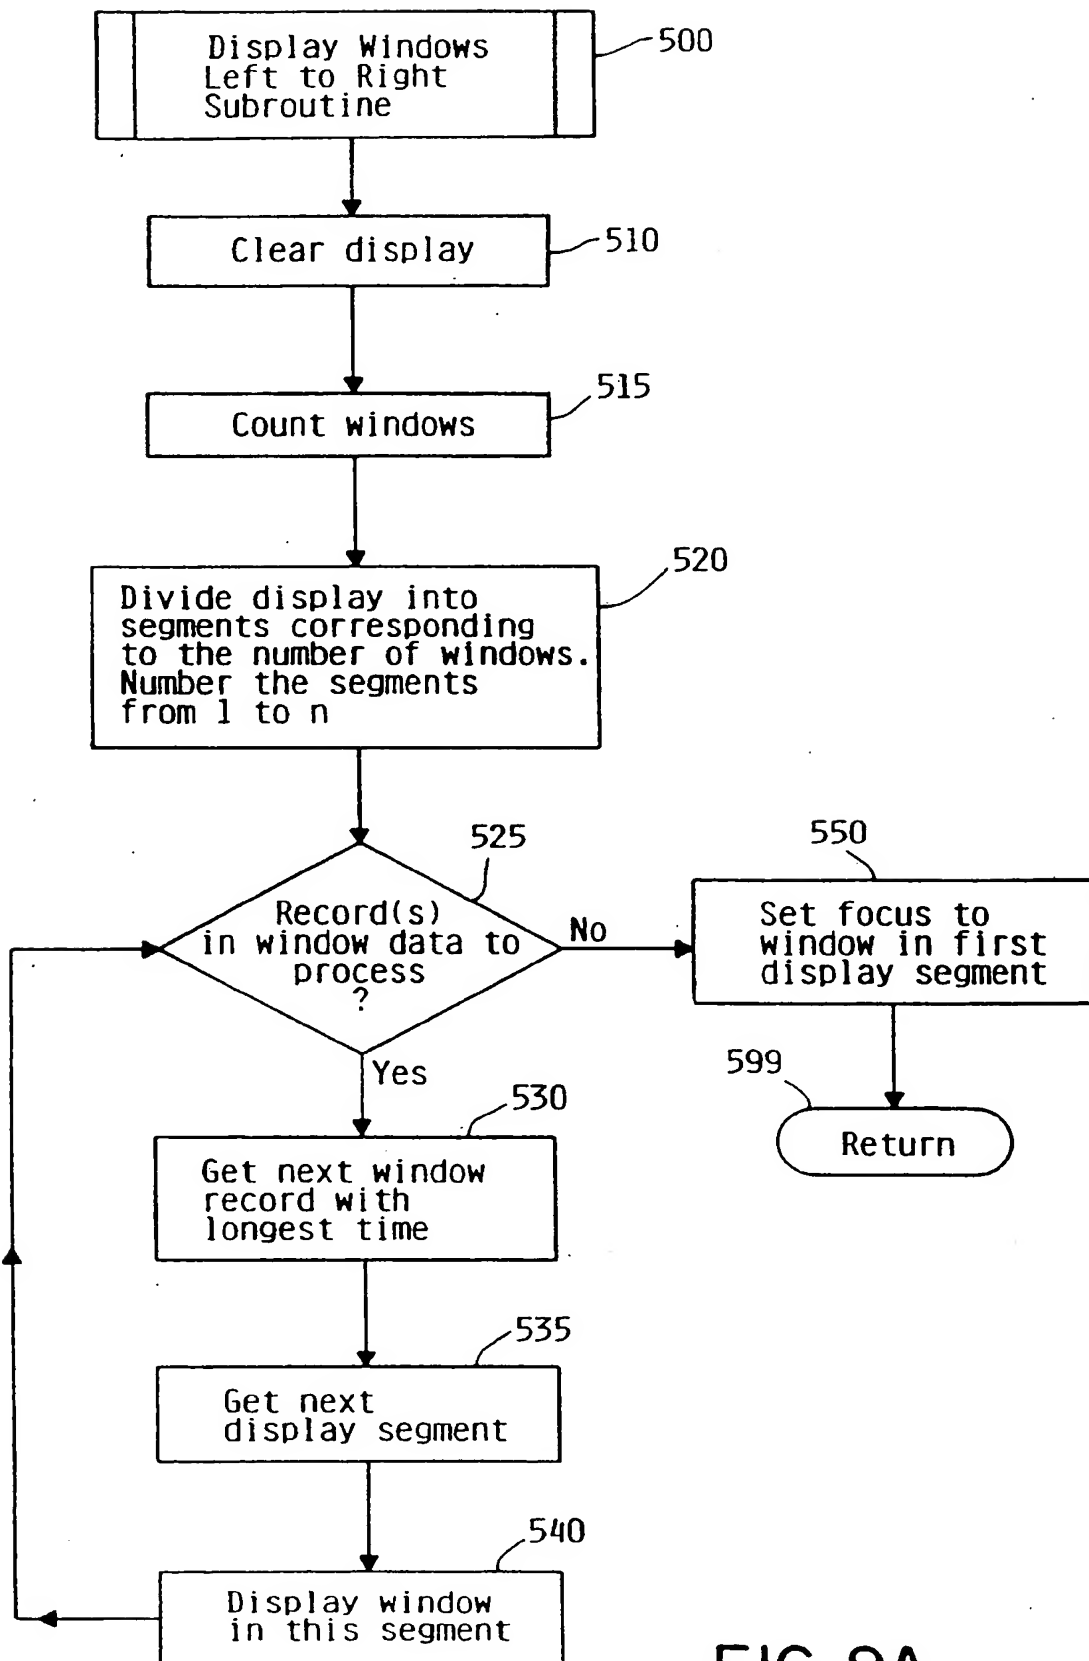 Display Windows
Left to Right
Subroutine
500
Clear display
510
Count windows
515
Divide display into
segments corresponding
to the number of windows.
Number the segments
from 1 to n
520
525
Record(s)
in window data to
process
?
No
Yes
550
Set focus to
window in first
display segment
599
Return
530
Get next window
record with
longest time
535
Get next
display segment
540
Display window
in this segment